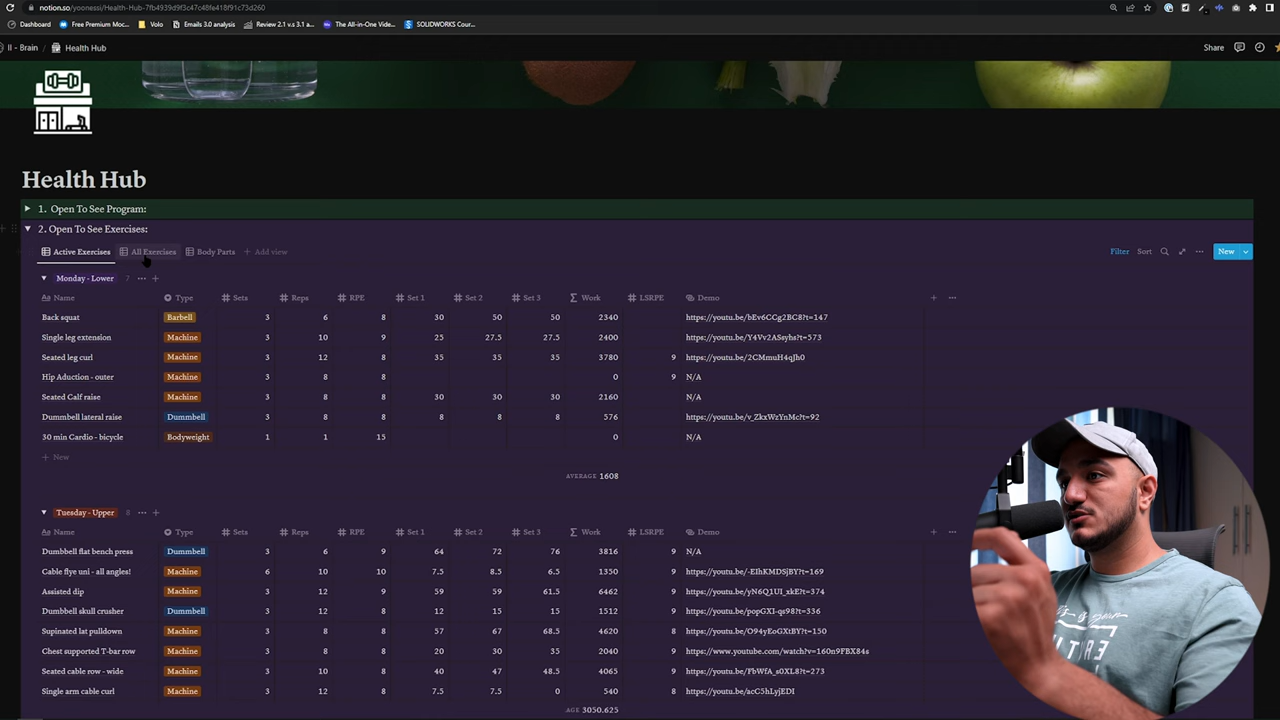 notion.so/yoonessi/Health-Hub-7fb4939d9f3c47c48fe418f91c73d260
Dashboard Free Premium Moc... Volo Emails 3.0 analysis Review 2.1 v.s 3.1 a... The All-in-One Vide... SOLIDWORKS Cour...
II - Brain / Health Hub Share
Health Hub
1. Open To See Program:
2. Open To See Exercises:
Active Exercises All Exercises Body Parts + Add view Filter Sort New
Monday - Lower 7
Name Type Sets Reps RPE Set 1 Set 2 Set 3 Work LSRPE Demo
Back squat Barbell 3 6 8 30 50 50 2340 https://youtu.be/bEv6CCg2BC8?t=147
Single leg extension Machine 3 10 9 25 27.5 27.5 2400 https://youtu.be/Y4Vv2ASsyhs?t=573
Seated leg curl Machine 3 12 8 35 35 35 3780 9 https://youtu.be/2CMmuH4qJh0
Hip Aduction - outer Machine 3 8 8 0 9 N/A
Seated Calf raise Machine 3 8 8 30 30 30 2160 N/A
Dummbell lateral raise Dumbbell 3 8 8 8 8 8 576 https://youtu.be/v_ZkxWzYnMc?t=92
30 min Cardio - bicycle Bodyweight 1 1 15 0 N/A
+ New
AVERAGE 1608
Tuesday - Upper 8
Name Type Sets Reps RPE Set 1 Set 2 Set 3 Work LSRPE Demo
Dumbbell flat bench press Dumbbell 3 6 9 64 72 76 3816 9 N/A
Cable flye uni - all angles! Machine 6 10 10 7.5 8.5 6.5 1350 9 https://youtu.be/-EIhKMDSjBY?t=169
Assisted dip Machine 3 12 9 59 59 61.5 6462 9 https://youtu.be/yN6Q1UI_xkE?t=374
Dumbbell skull crusher Dumbbell 3 12 8 12 15 15 1512 9 https://youtu.be/popGXI-qs98?t=336
Supinated lat pulldown Machine 3 8 8 57 67 68.5 4620 8 https://youtu.be/O94yEoGXtBY?t=150
Chest supported T-bar row Machine 3 8 8 20 30 35 2040 9 https://www.youtube.com/watch?v=160n9FBX84s
Seated cable row - wide Machine 3 10 8 40 47 48.5 4065 9 https://youtu.be/FbWfA_s0XL8?t=273
Single arm cable curl Machine 3 12 8 7.5 7.5 0 540 8 https://youtu.be/acC5hLyjEDI
AGE 3050.625